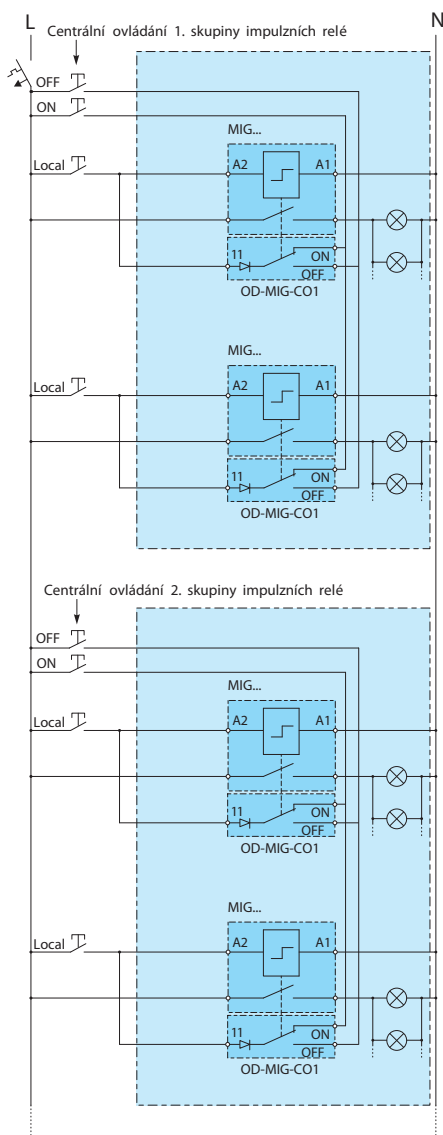 L
N
Centrální ovládání 1. skupiny impulzních relé
OFF
ON
MIG...
Local
A2
A1
11
ON
OFF
OD-MIG-CO1
MIG...
Local
A2
A1
11
ON
OFF
OD-MIG-CO1
Centrální ovládání 2. skupiny impulzních relé
OFF
ON
MIG...
Local
A2
A1
11
ON
OFF
OD-MIG-CO1
MIG...
Local
A2
A1
11
ON
OFF
OD-MIG-CO1